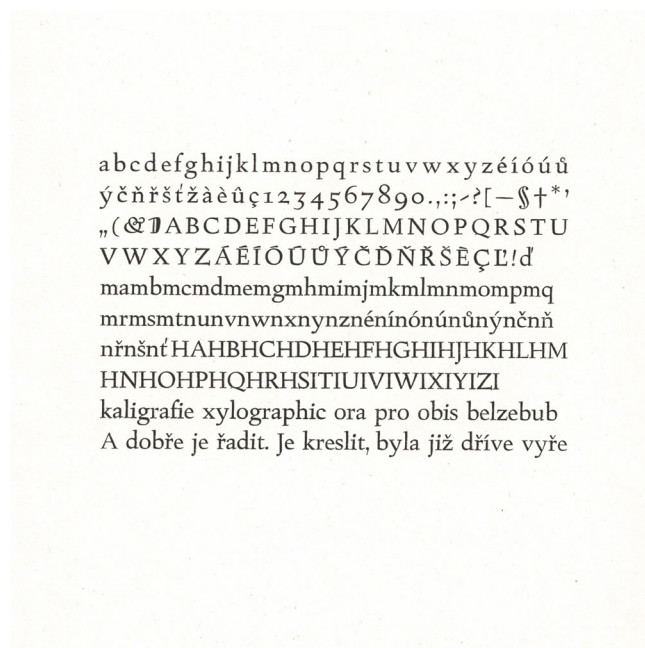 abcdefghijklmnopqrstuvwxyzéíóúů
ýčňřšťžàèûç1234567890.,:;-?[—§†*’
„(&ABCDEFGHIJKLMNOPQRSTU
VWXYZÁÉÍÓÚŮÝČĎŇŘŠĚÇĽ!ď
mambmcmdmemgmhmimjmkmlmnmompmq
mrmsmtnunvnwnxnynznénínónúnůnýnčnň
nřnšnťHAHBHCHDHEHFHGHIHJHKHLHM
HNHOHPHQHRHSITIUIVIWIXIYIZI
kaligrafie xylographic ora pro obis belzebub
A dobře je řadit. Je kreslit, byla již dříve vyře